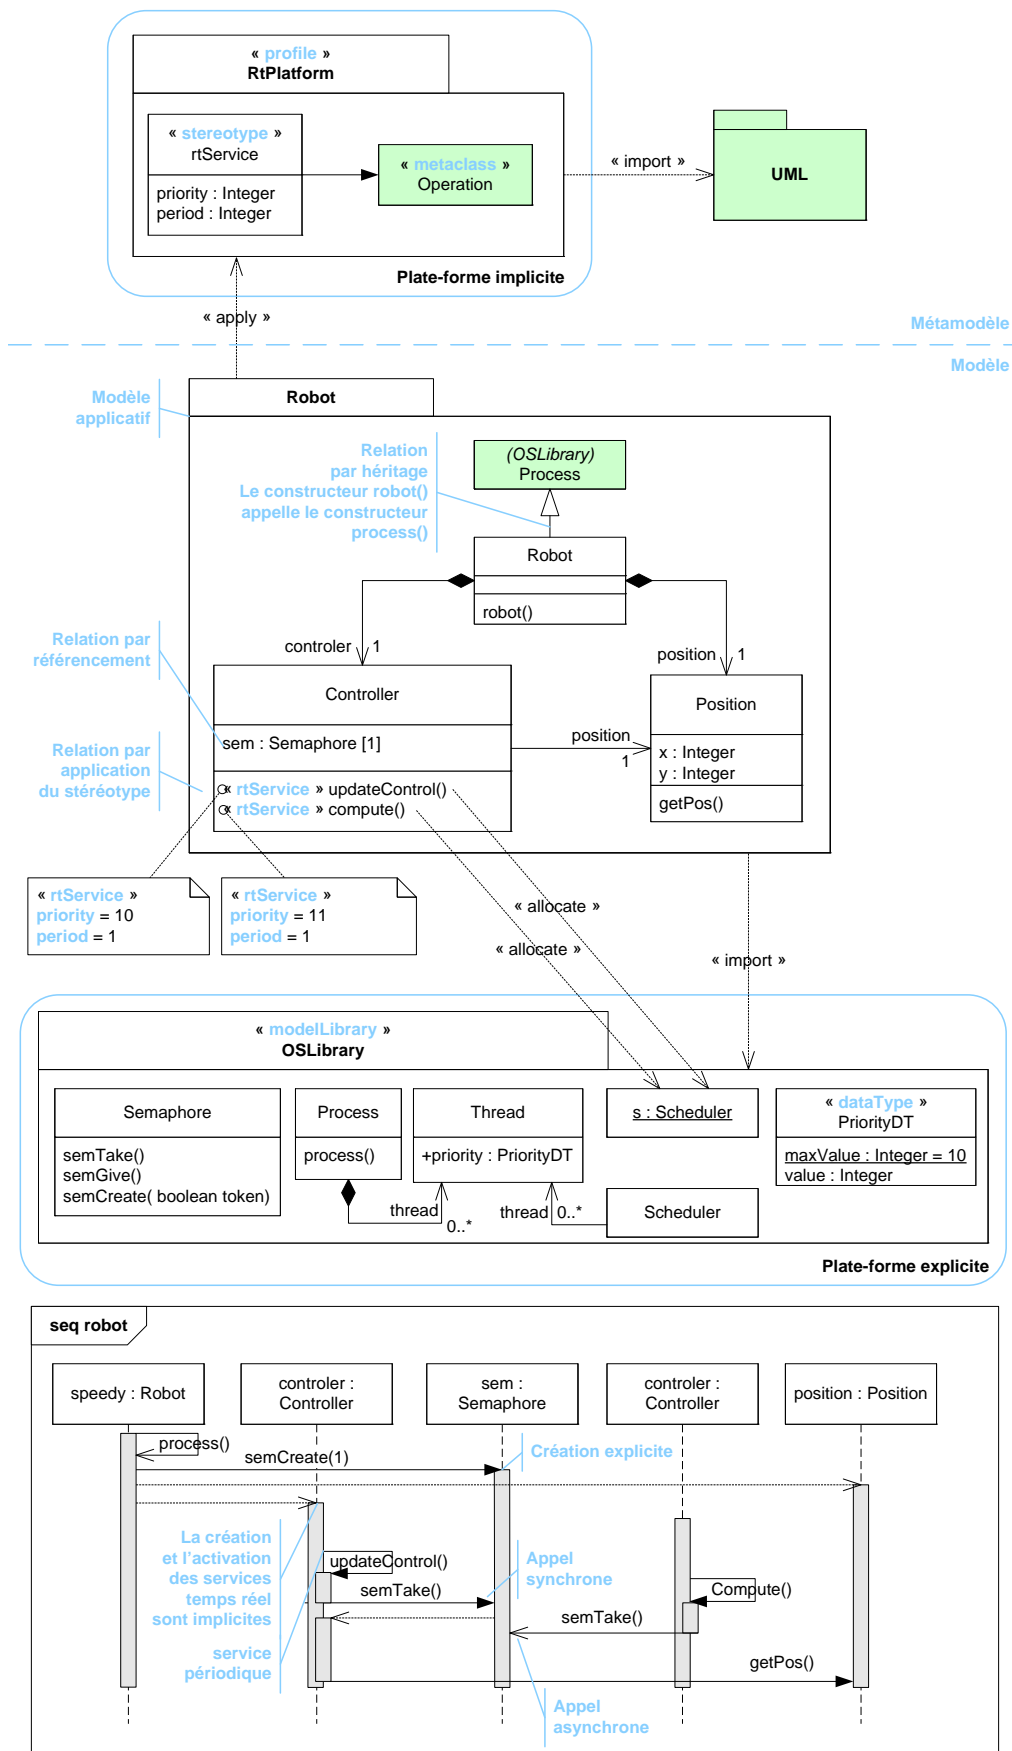 « profile »
RtPlatform
« stereotype »
rtService
priority : Integer
period : Integer
« metaclass »
Operation
« import »
UML
Plate-forme implicite
« apply »
Métamodèle
Modèle
Modèle
applicatif
Robot
Relation
par héritage
Le constructeur robot()
appelle le constructeur
process()
(OSLibrary)
Process
Robot
robot()
Relation par
référencement
controler
1
position
1
Controller
sem : Semaphore [1]
position
1
Position
x : Integer
y : Integer
getPos()
Relation par
application
du stéréotype
« rtService » updateControl()
« rtService » compute()
« rtService »
priority = 10
period = 1
« rtService »
priority = 11
period = 1
« allocate »
« allocate »
« import »
« modelLibrary »
OSLibrary
Semaphore
semTake()
semGive()
semCreate( boolean token)
Process
process()
Thread
+priority : PriorityDT
s : Scheduler
« dataType »
PriorityDT
maxValue : Integer = 10
value : Integer
thread
0..*
thread
0..*
Scheduler
Plate-forme explicite
seq robot
speedy : Robot
controler :
Controller
sem :
Semaphore
controler :
Controller
position : Position
process()
semCreate(1)
Création explicite
La création
et l'activation
des services
temps réel
sont implicites
updateControl()
Appel
synchrone
semTake()
Compute()
semTake()
service
périodique
getPos()
Appel
asynchrone